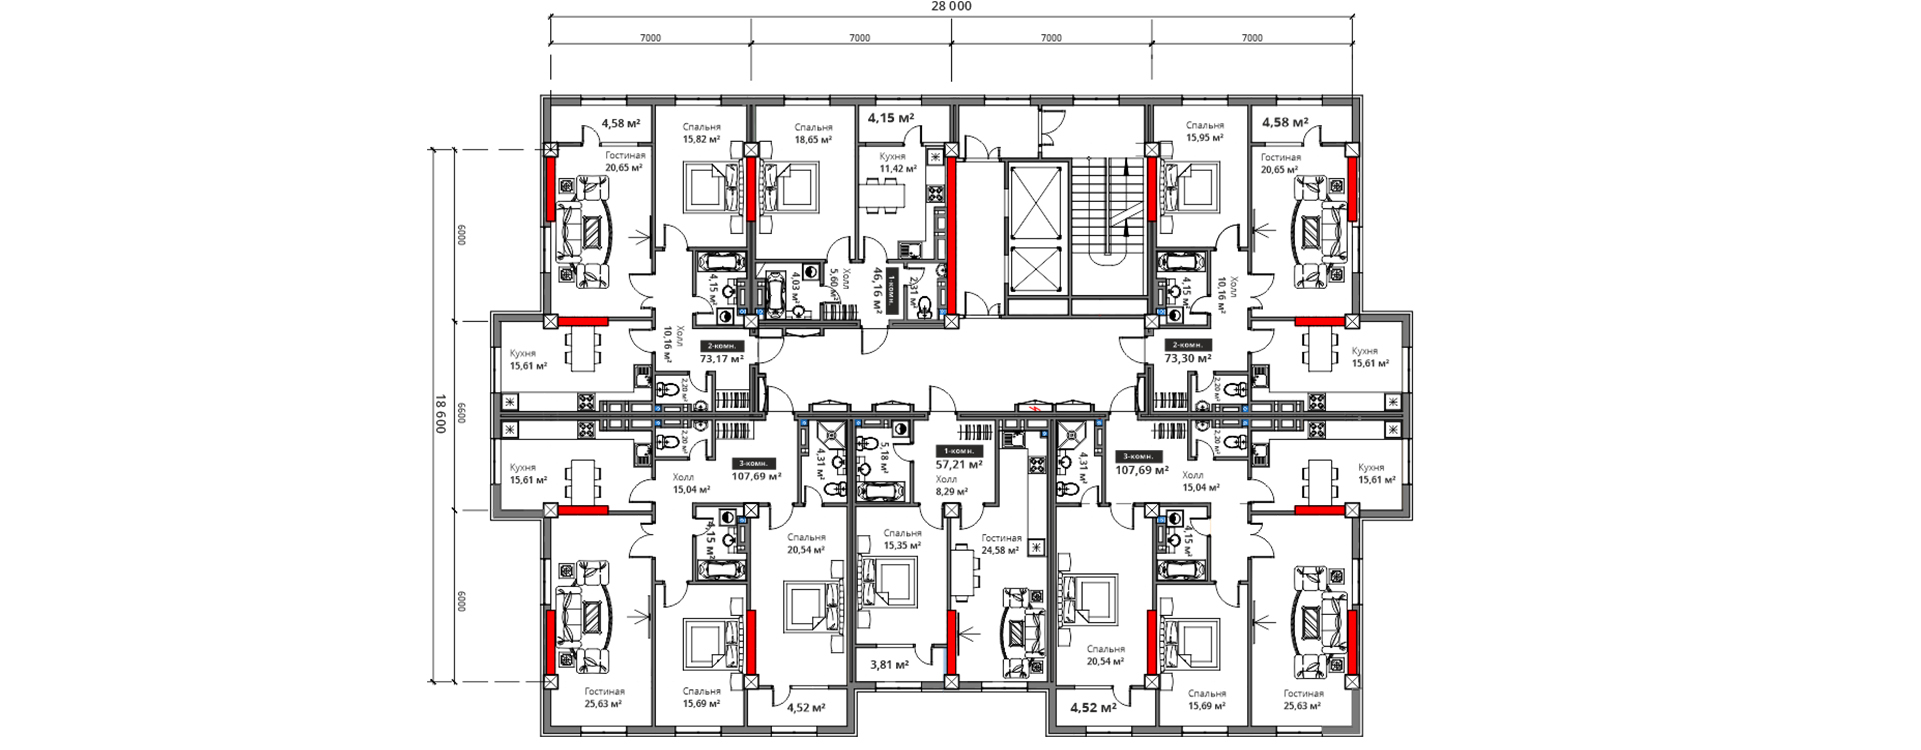 28 000
7000
7000
7000
7000
4,58 м²
Спальня
15,82 м²
Спальня
18,65 м²
4,15 м²
Спальня
15,95 м²
4,58 м²
Гостиная
20,65 м²
Кухня
11,42 м²
Гостиная
20,65 м²
6000
4,15 м²
4,03 м²
Холл
5,60 м²
1-комн.
46,16 м²
2,31 м²
4,15 м²
Холл
10,16 м²
Холл
10,16 м²
2-комн.
73,17 м²
2-комн.
73,30 м²
Кухня
15,61 м²
Кухня
15,61 м²
2,20 м²
2,20 м²
18 600
6600
2,20 м²
2,20 м²
Кухня
15,61 м²
3-комн.
107,69 м²
4,31 м²
5,18 м²
1-комн.
57,21 м²
Холл
8,29 м²
4,31 м²
3-комн.
107,69 м²
Кухня
15,61 м²
Холл
15,04 м²
Холл
15,04 м²
4,15 м²
Спальня
20,54 м²
Спальня
15,35 м²
Гостиная
24,58 м²
4,15 м²
6000
3,81 м²
Спальня
20,54 м²
Гостиная
25,63 м²
Спальня
15,69 м²
4,52 м²
4,52 м²
Спальня
15,69 м²
Гостиная
25,63 м²